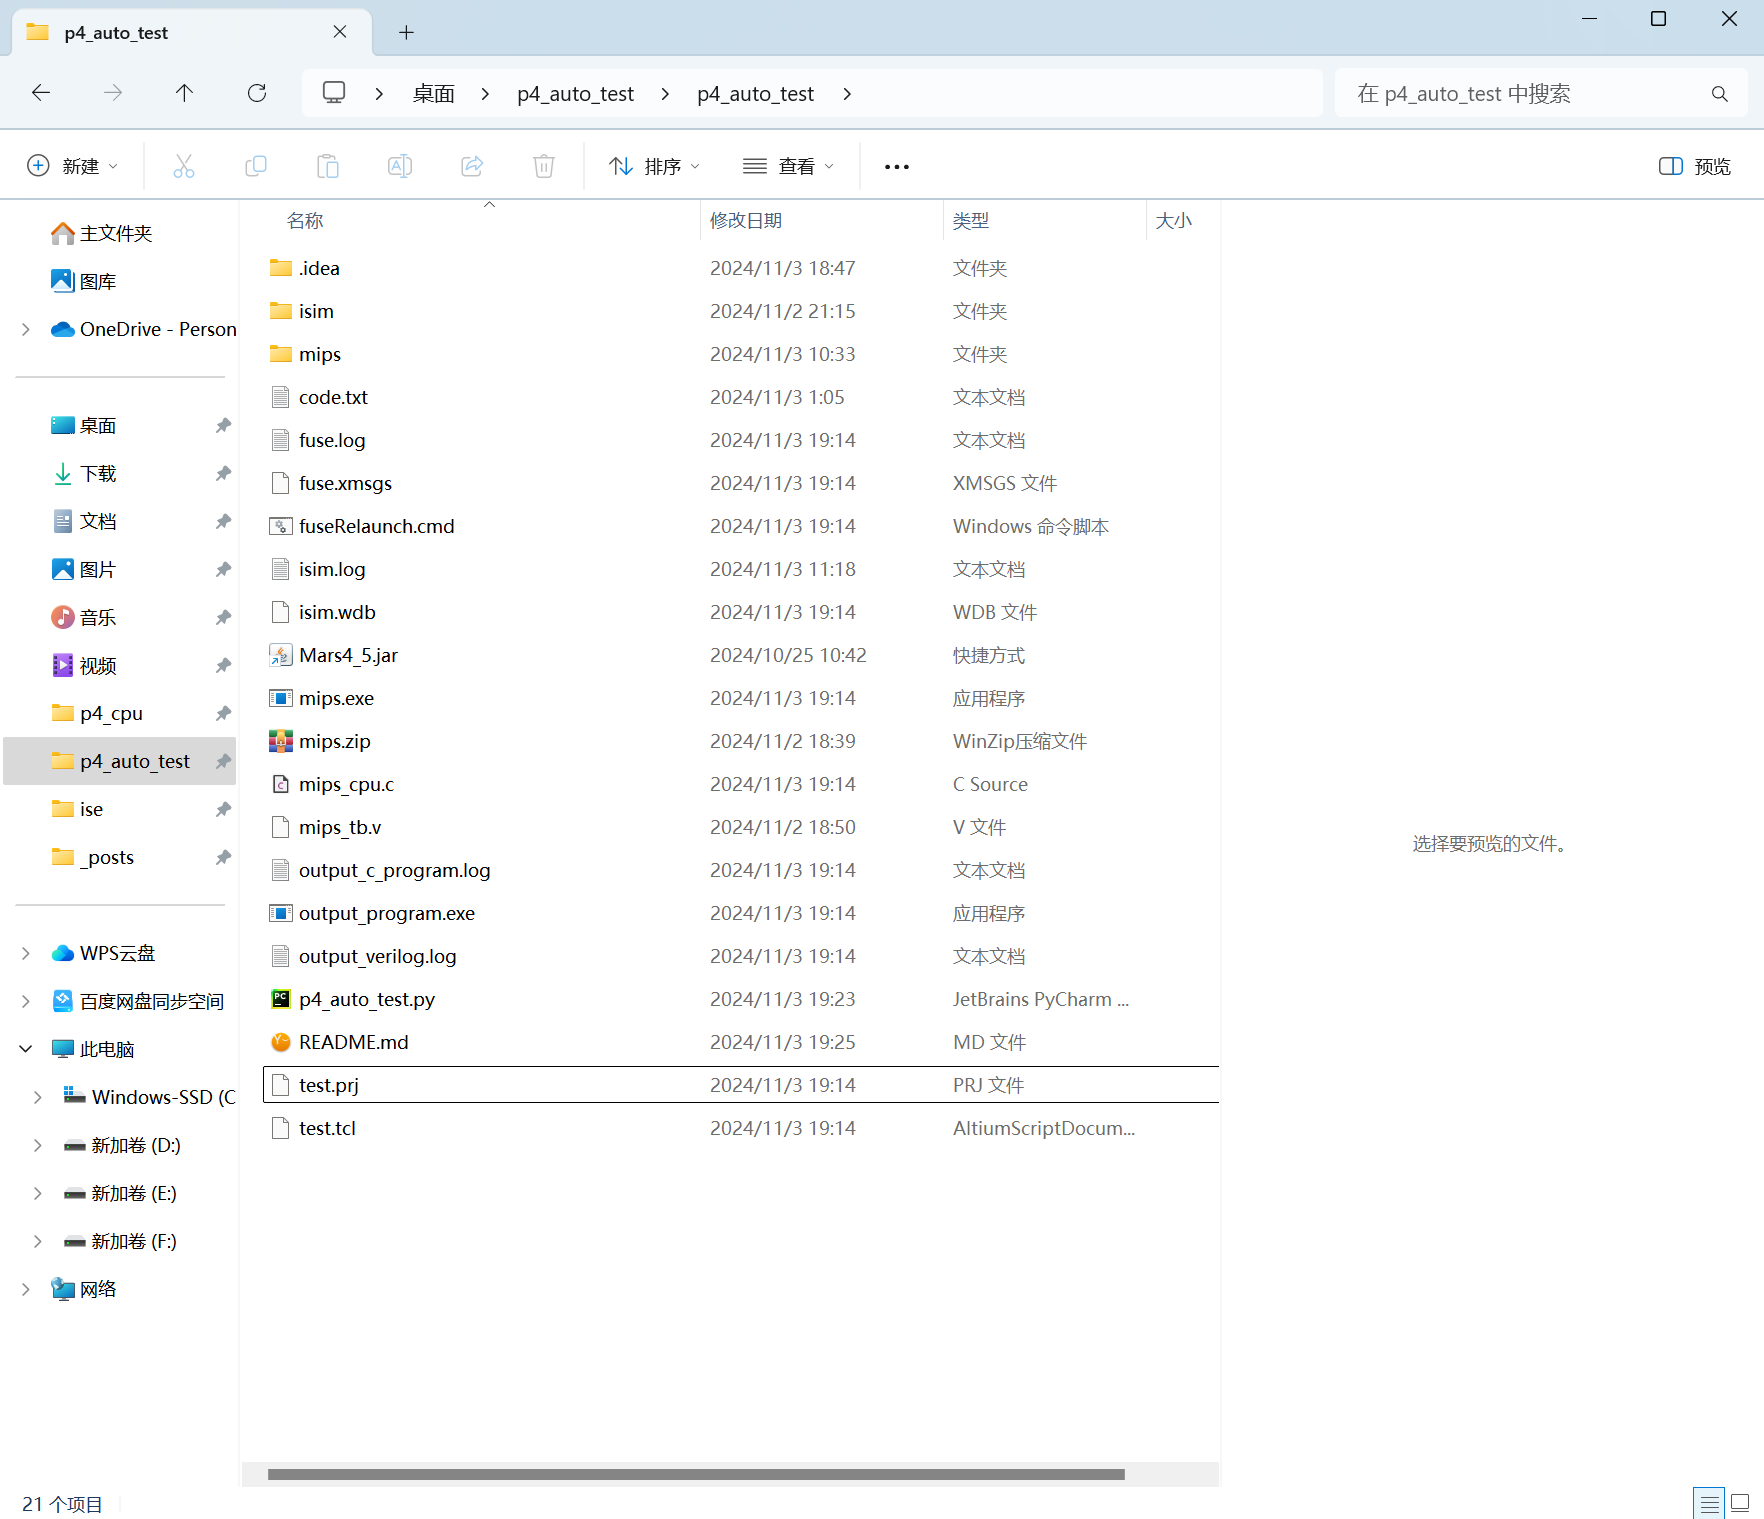 p4_auto_test
桌面 p4_auto_test p4_auto_test
在 p4_auto_test 中搜索
新建 排序 查看 预览
主文件夹
图库
OneDrive - Person
桌面
下载
文档
图片
音乐
视频
p4_cpu
p4_auto_test
ise
_posts
WPS云盘
百度网盘同步空间
此电脑
Windows-SSD (C
新加卷 (D:)
新加卷 (E:)
新加卷 (F:)
网络
名称 修改日期 类型 大小
.idea 2024/11/3 18:47 文件夹
isim 2024/11/2 21:15 文件夹
mips 2024/11/3 10:33 文件夹
code.txt 2024/11/3 1:05 文本文档
fuse.log 2024/11/3 19:14 文本文档
fuse.xmsgs 2024/11/3 19:14 XMSGS 文件
fuseRelaunch.cmd 2024/11/3 19:14 Windows 命令脚本
isim.log 2024/11/3 11:18 文本文档
isim.wdb 2024/11/3 19:14 WDB 文件
Mars4_5.jar 2024/10/25 10:42 快捷方式
mips.exe 2024/11/3 19:14 应用程序
mips.zip 2024/11/2 18:39 WinZip压缩文件
mips_cpu.c 2024/11/3 19:14 C Source
mips_tb.v 2024/11/2 18:50 V 文件
output_c_program.log 2024/11/3 19:14 文本文档
output_program.exe 2024/11/3 19:14 应用程序
output_verilog.log 2024/11/3 19:14 文本文档
p4_auto_test.py 2024/11/3 19:23 JetBrains PyCharm ...
README.md 2024/11/3 19:25 MD 文件
test.prj 2024/11/3 19:14 PRJ 文件
test.tcl 2024/11/3 19:14 AltiumScriptDocum...
选择要预览的文件。
21 个项目